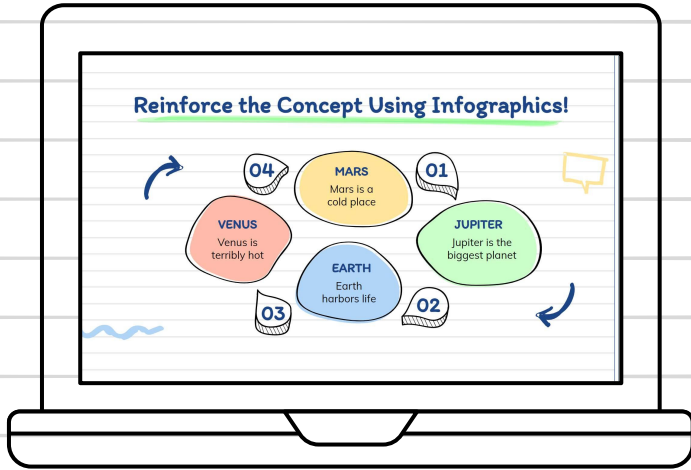 Reinforce the Concept Using Infographics!
04
MARS
Mars is a
cold place
01
VENUS
Venus is
terribly hot
JUPITER
Jupiter is the
biggest planet
EARTH
Earth
harbors life
03
02